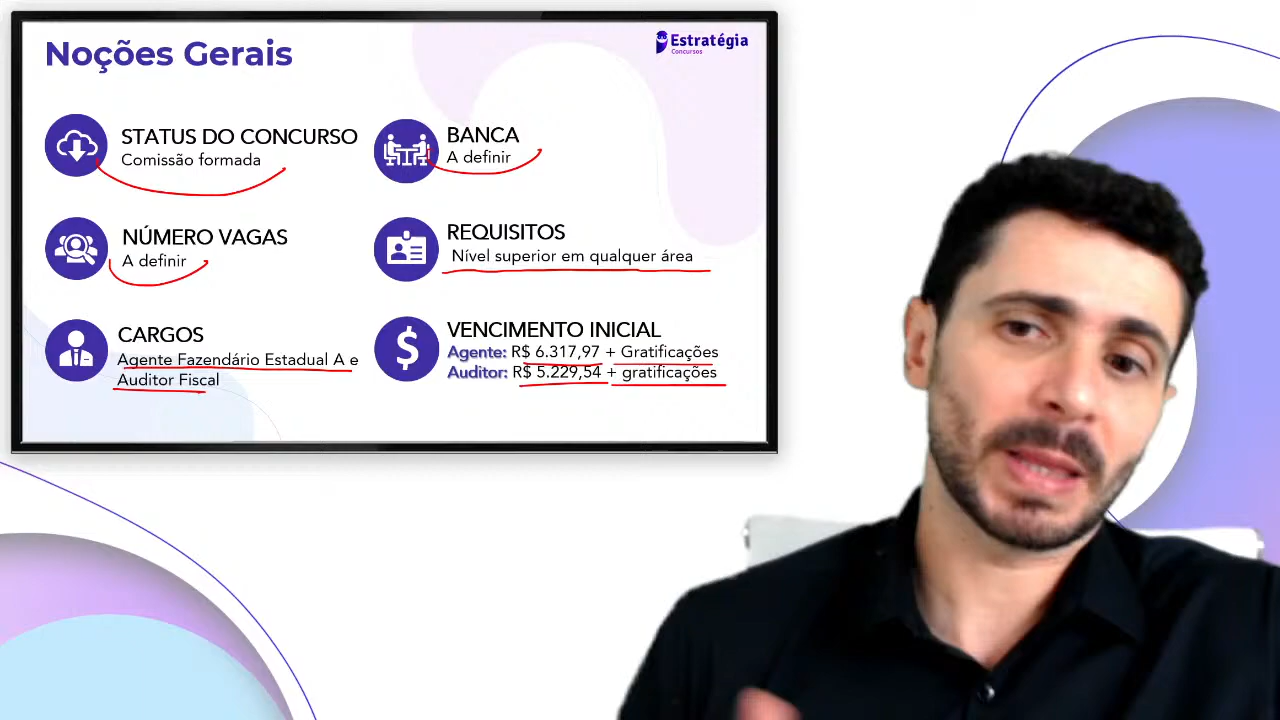 Noções Gerais
Estratégia
Concursos
STATUS DO CONCURSO
Comissão formada
BANCA
A definir
NÚMERO VAGAS
A definir
REQUISITOS
Nível superior em qualquer área
CARGOS
Agente Fazendário Estadual A e
Auditor Fiscal
VENCIMENTO INICIAL
Agente: R$ 6.317,97 + Gratificações
Auditor: R$ 5.229,54 + gratificações